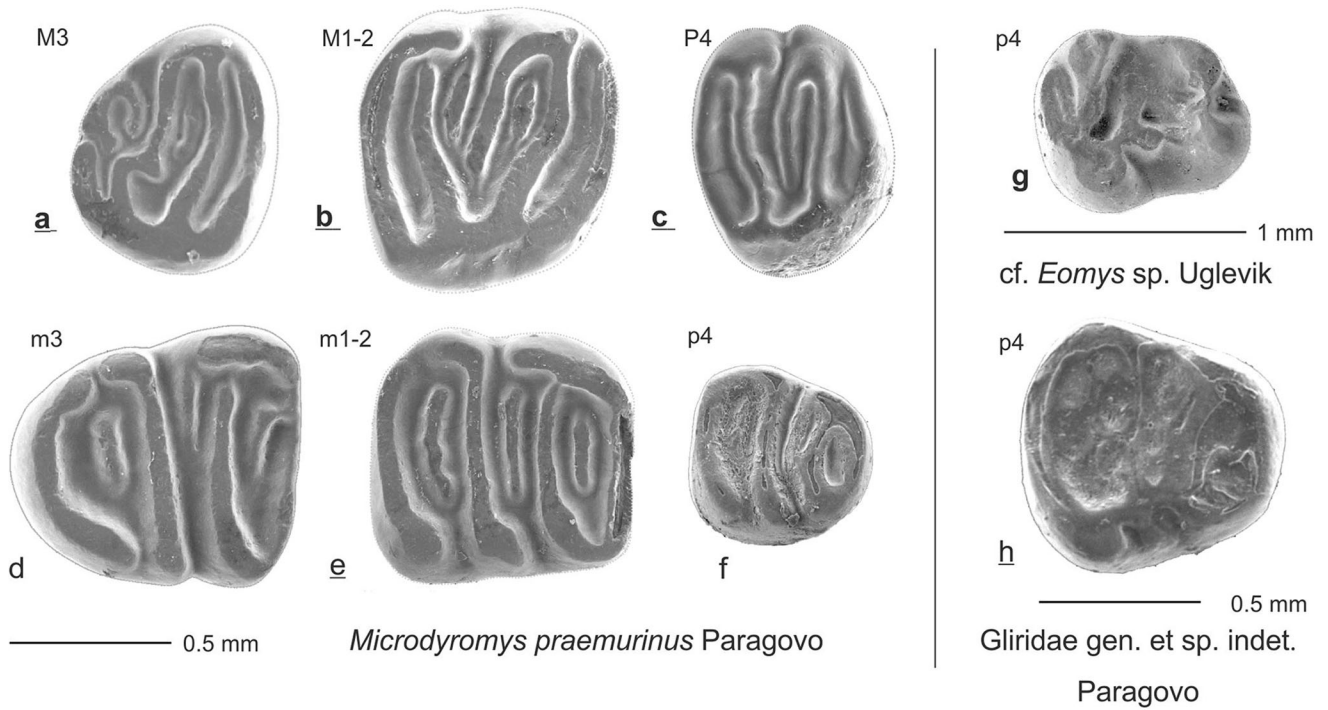 M3
M1-2
P4
p4
a
b
c
g
1 mm
cf. Eomys sp. Uglevik
m3
m1-2
p4
p4
d
e
f
h
0.5 mm
0.5 mm
Microdyromys praemurinus Paragovo
Gliridae gen. et sp. indet.
Paragovo